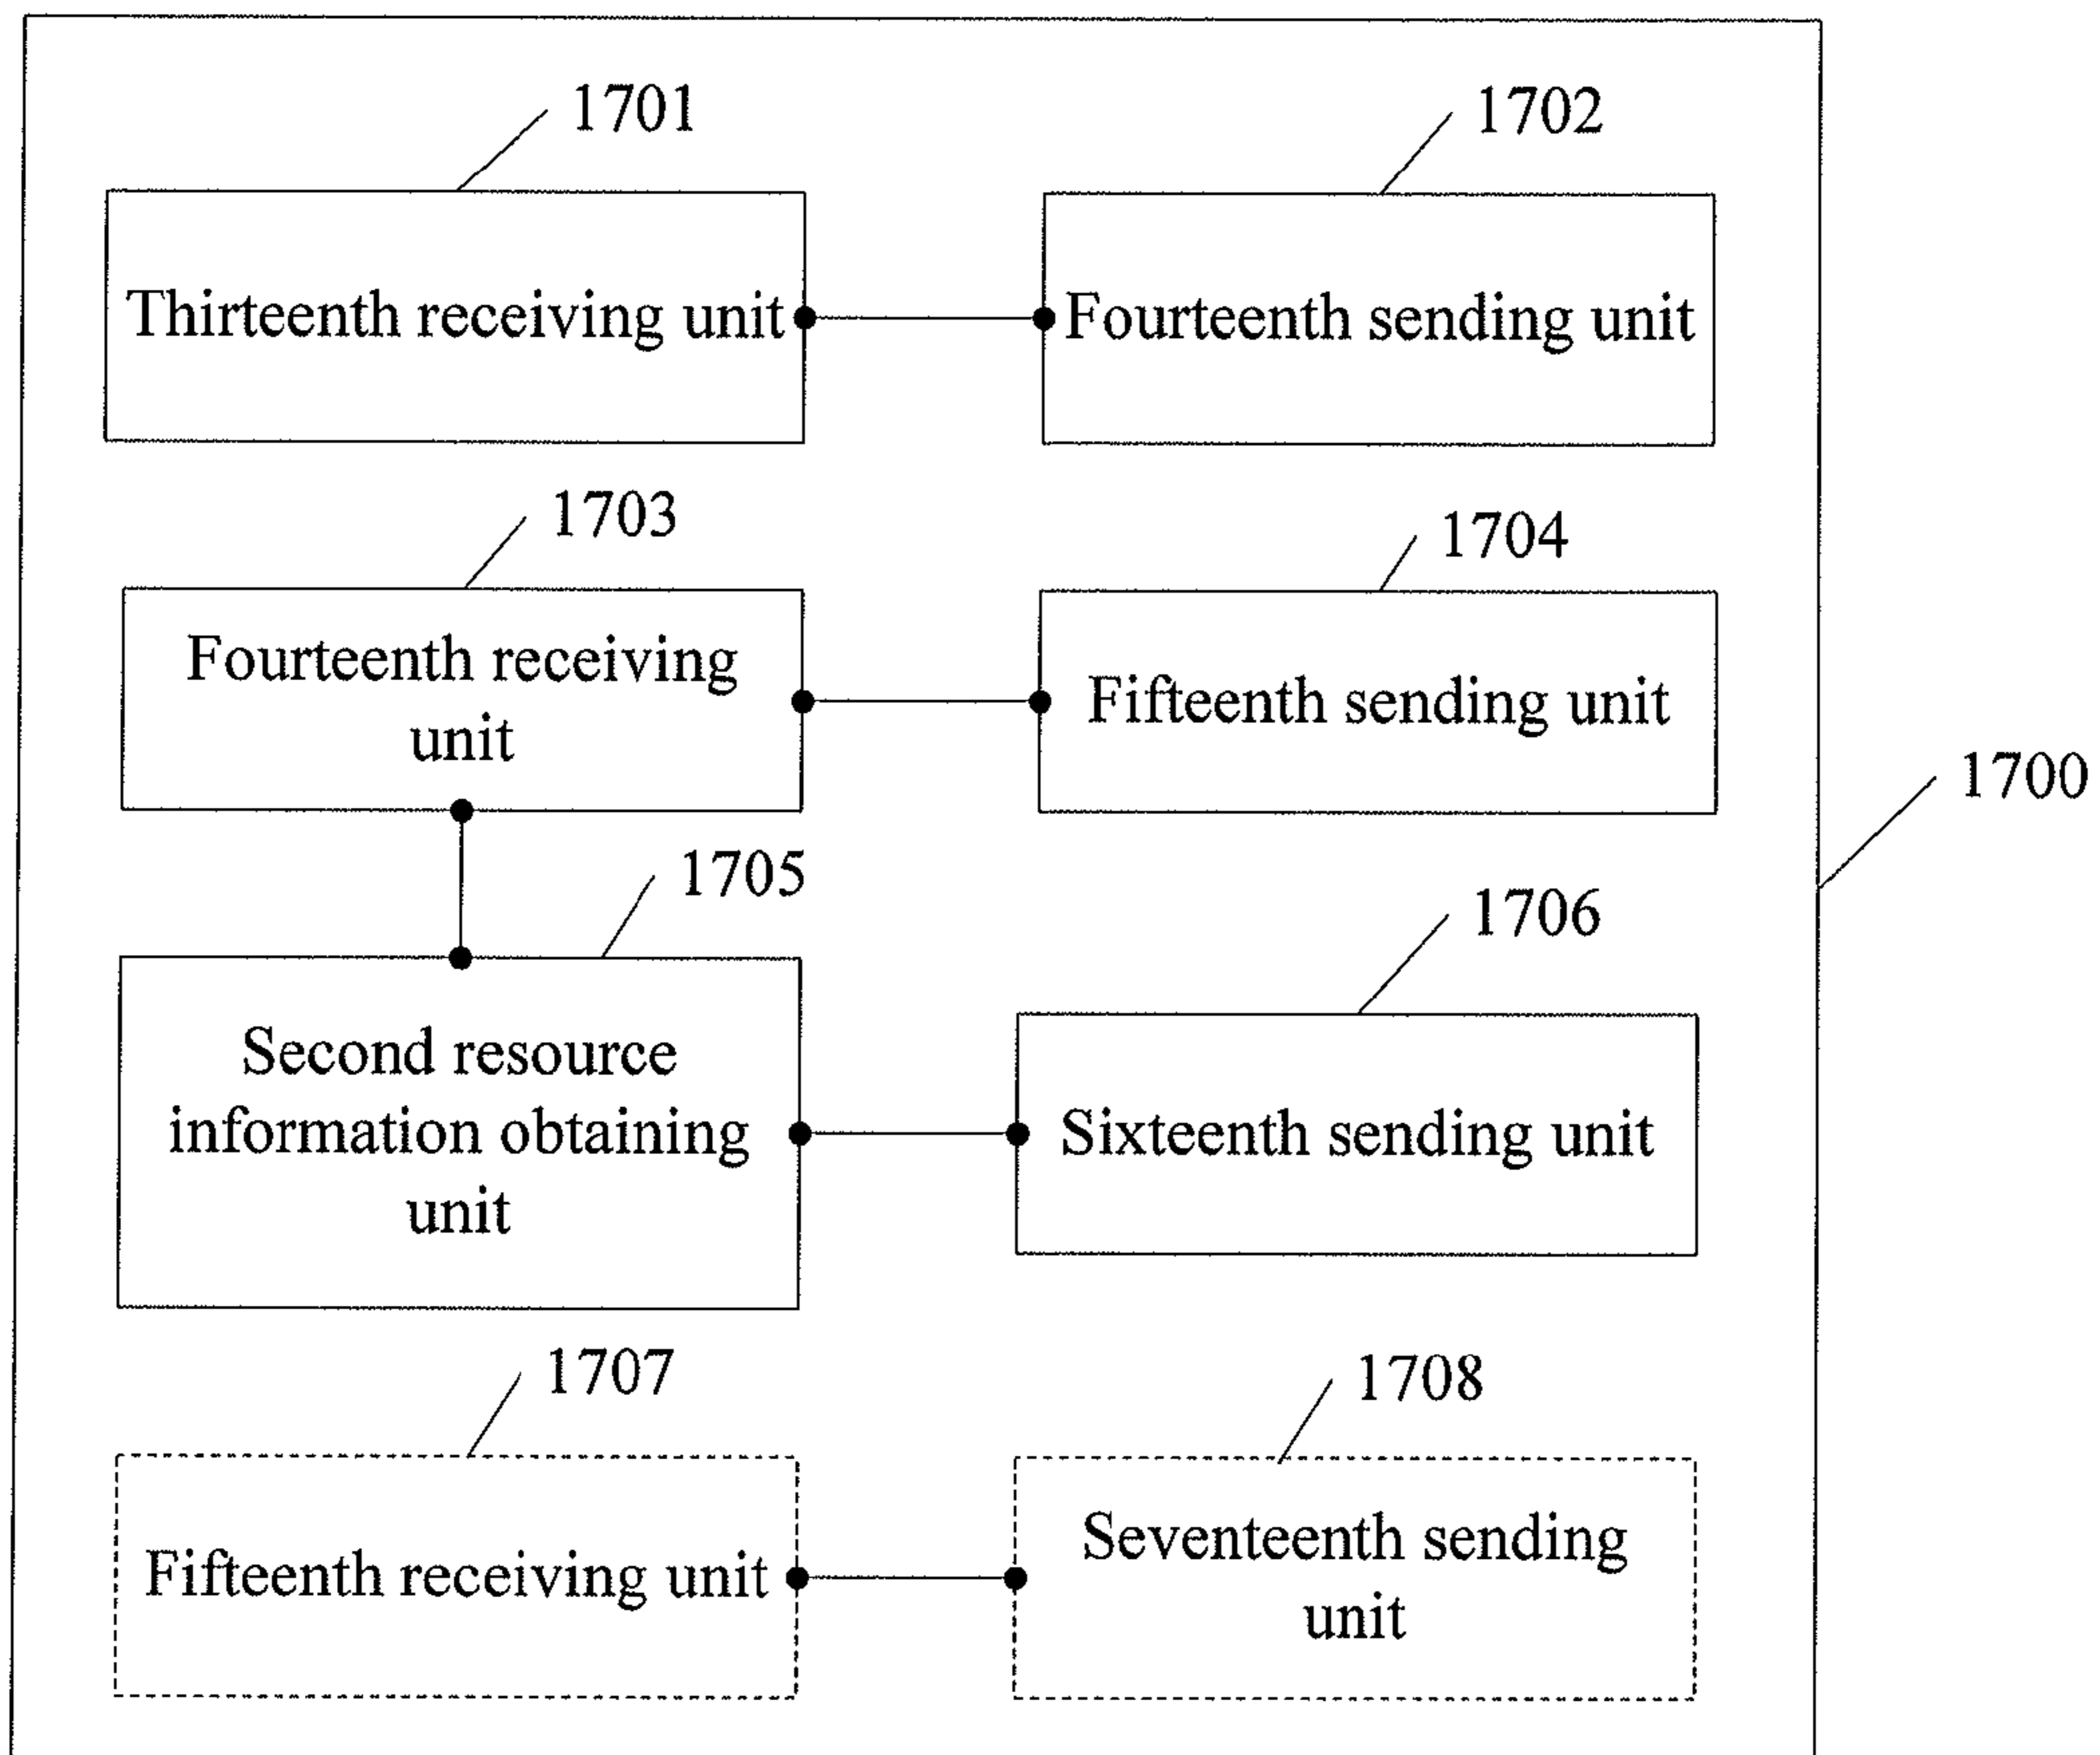 1701
1702
Thirteenth receiving unit
Fourteenth sending unit
1703
1704
Fourteenth receiving
unit
Fifteenth sending unit
1700
1705
1706
Second resource
information obtaining
unit
Sixteenth sending unit
1707
1708
Fifteenth receiving unit
Seventeenth sending
unit